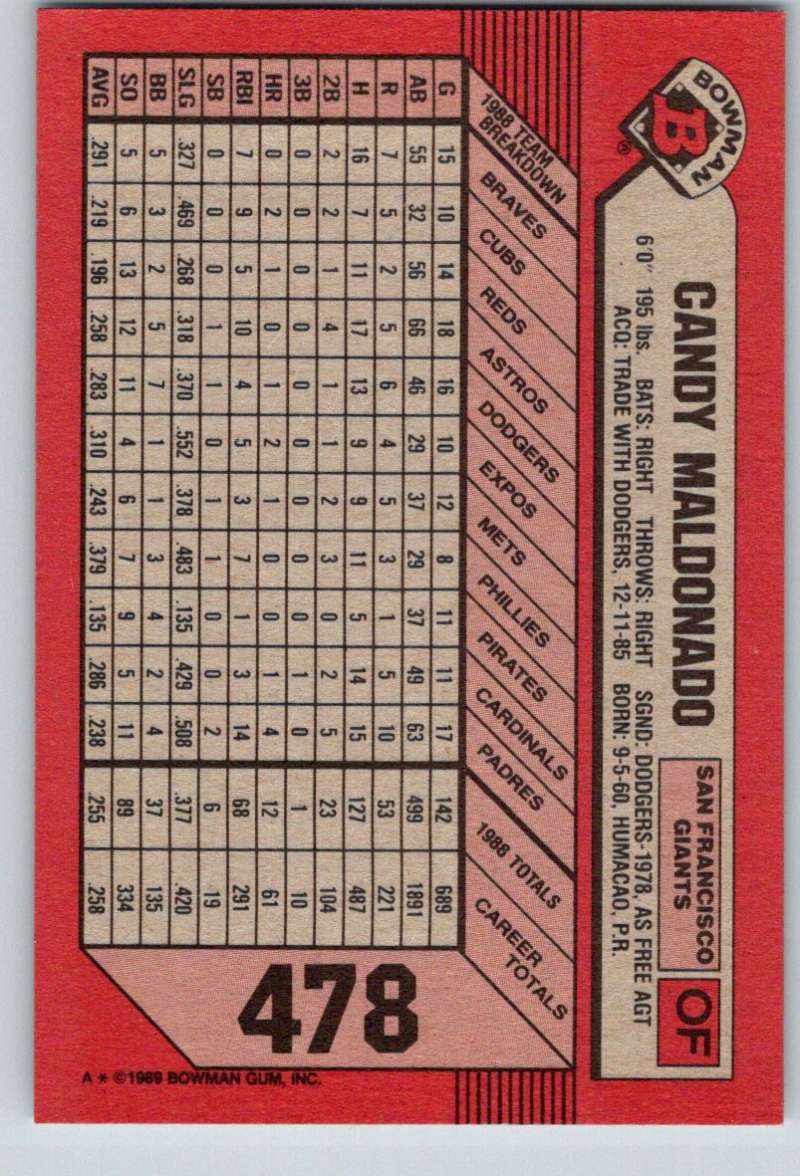 BOWMAN
B
®
CANDY MALDONADO
SAN FRANCISCO
GIANTS
OF
6'0" 195 lbs. BATS: RIGHT THROWS: RIGHT SGND: DODGERS-1978, AS FREE AGT
ACQ: TRADE WITH DODGERS, 12-11-85 BORN: 9-5-60, HUMACAO, P.R.
1988 TEAM
BREAKDOWN
BRAVES
CUBS
REDS
ASTROS
DODGERS
EXPOS
METS
PHILLIES
PIRATES
CARDINALS
PADRES
1988 TOTALS
CAREER
TOTALS
G 15 10 14 18 16 10 12 8 11 11 17 142 689
AB 55 32 56 66 46 29 37 29 37 49 63 499 1891
R 7 5 2 5 6 4 5 3 1 5 10 53 221
H 16 7 11 17 13 9 9 11 5 14 15 127 487
2B 2 2 1 4 1 1 2 3 0 2 5 23 104
3B 0 0 0 0 0 0 0 0 0 1 0 1 10
HR 0 2 1 0 1 2 1 0 0 1 4 12 61
RBI 7 9 5 10 4 5 3 7 1 3 14 68 291
SB 0 0 0 1 1 0 1 1 0 0 2 6 19
SLG .327 .469 .268 .318 .370 .552 .378 .483 .135 .429 .508 .377 .420
BB 5 3 2 5 7 1 1 3 4 2 4 37 135
SO 5 6 13 12 11 4 6 7 9 5 11 89 334
AVG .291 .219 .196 .258 .283 .310 .243 .379 .135 .286 .238 .255 .258
478
A * ©1989 BOWMAN GUM, INC.